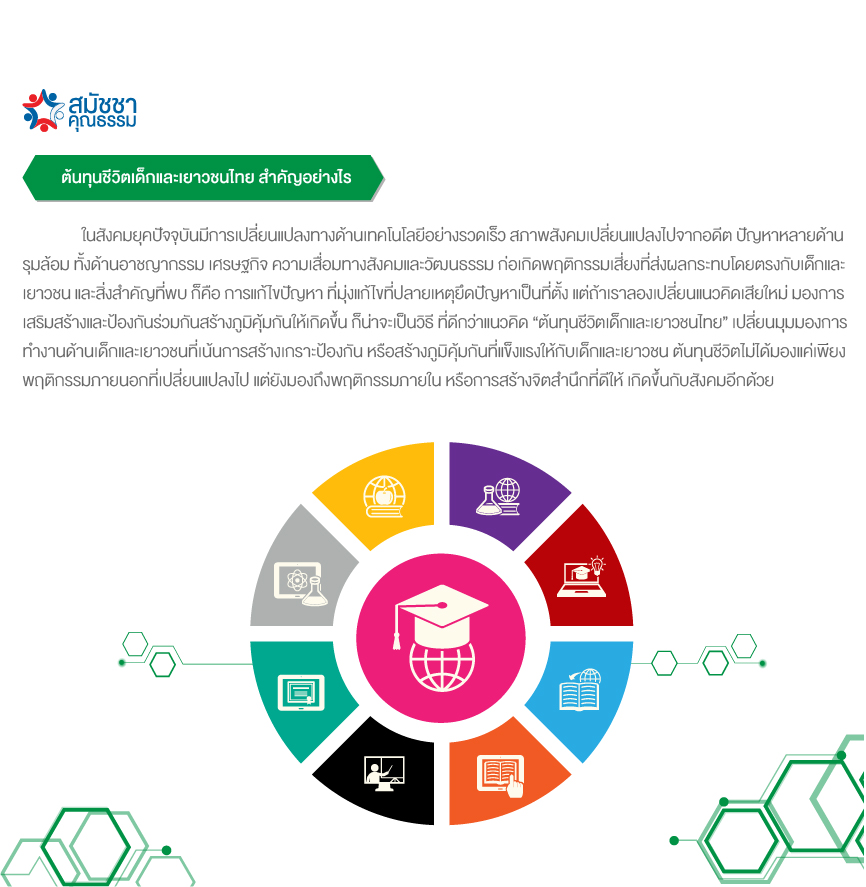 สมัชชา
คุณธรรม
ต้นทุนชีวิตเด็กและเยาวชนไทย สำคัญอย่างไร
ในสังคมยุคปัจจุบันมีการเปลี่ยนแปลงทางด้านเทคโนโลยีอย่างรวดเร็ว สภาพสังคมเปลี่ยนแปลงไปจากอดีต ปัญหาหลายด้าน
รุมล้อม ทั้งด้านอาชญากรรม เศรษฐกิจ ความเสื่อมทางสังคมและวัฒนธรรม ก่อเกิดพฤติกรรมเสี่ยงที่ส่งผลกระทบโดยตรงกับเด็กและ
เยาวชน และสิ่งสำคัญที่พบ ก็คือ การแก้ไขปัญหา ที่มุ่งแก้ไขที่ปลายเหตุยึดปัญหาเป็นที่ตั้ง แต่ถ้าเราลองเปลี่ยนแนวคิดเสียใหม่ มองการ
เสริมสร้างและป้องกันร่วมกันสร้างภูมิคุ้มกันให้เกิดขึ้น ก็น่าจะเป็นวิธี ที่ดีกว่าแนวคิด “ต้นทุนชีวิตเด็กและเยาวชนไทย” เปลี่ยนมุมมองการ
ทำงานด้านเด็กและเยาวชนที่เน้นการสร้างเกราะป้องกัน หรือสร้างภูมิคุ้มกันที่แข็งแรงให้กับเด็กและเยาวชน ต้นทุนชีวิตไม่ได้มองแค่เพียง
พฤติกรรมภายนอกที่เปลี่ยนแปลงไป แต่ยังมองถึงพฤติกรรมภายใน หรือการสร้างจิตสำนึกที่ดีให้ เกิดขึ้นกับสังคมอีกด้วย